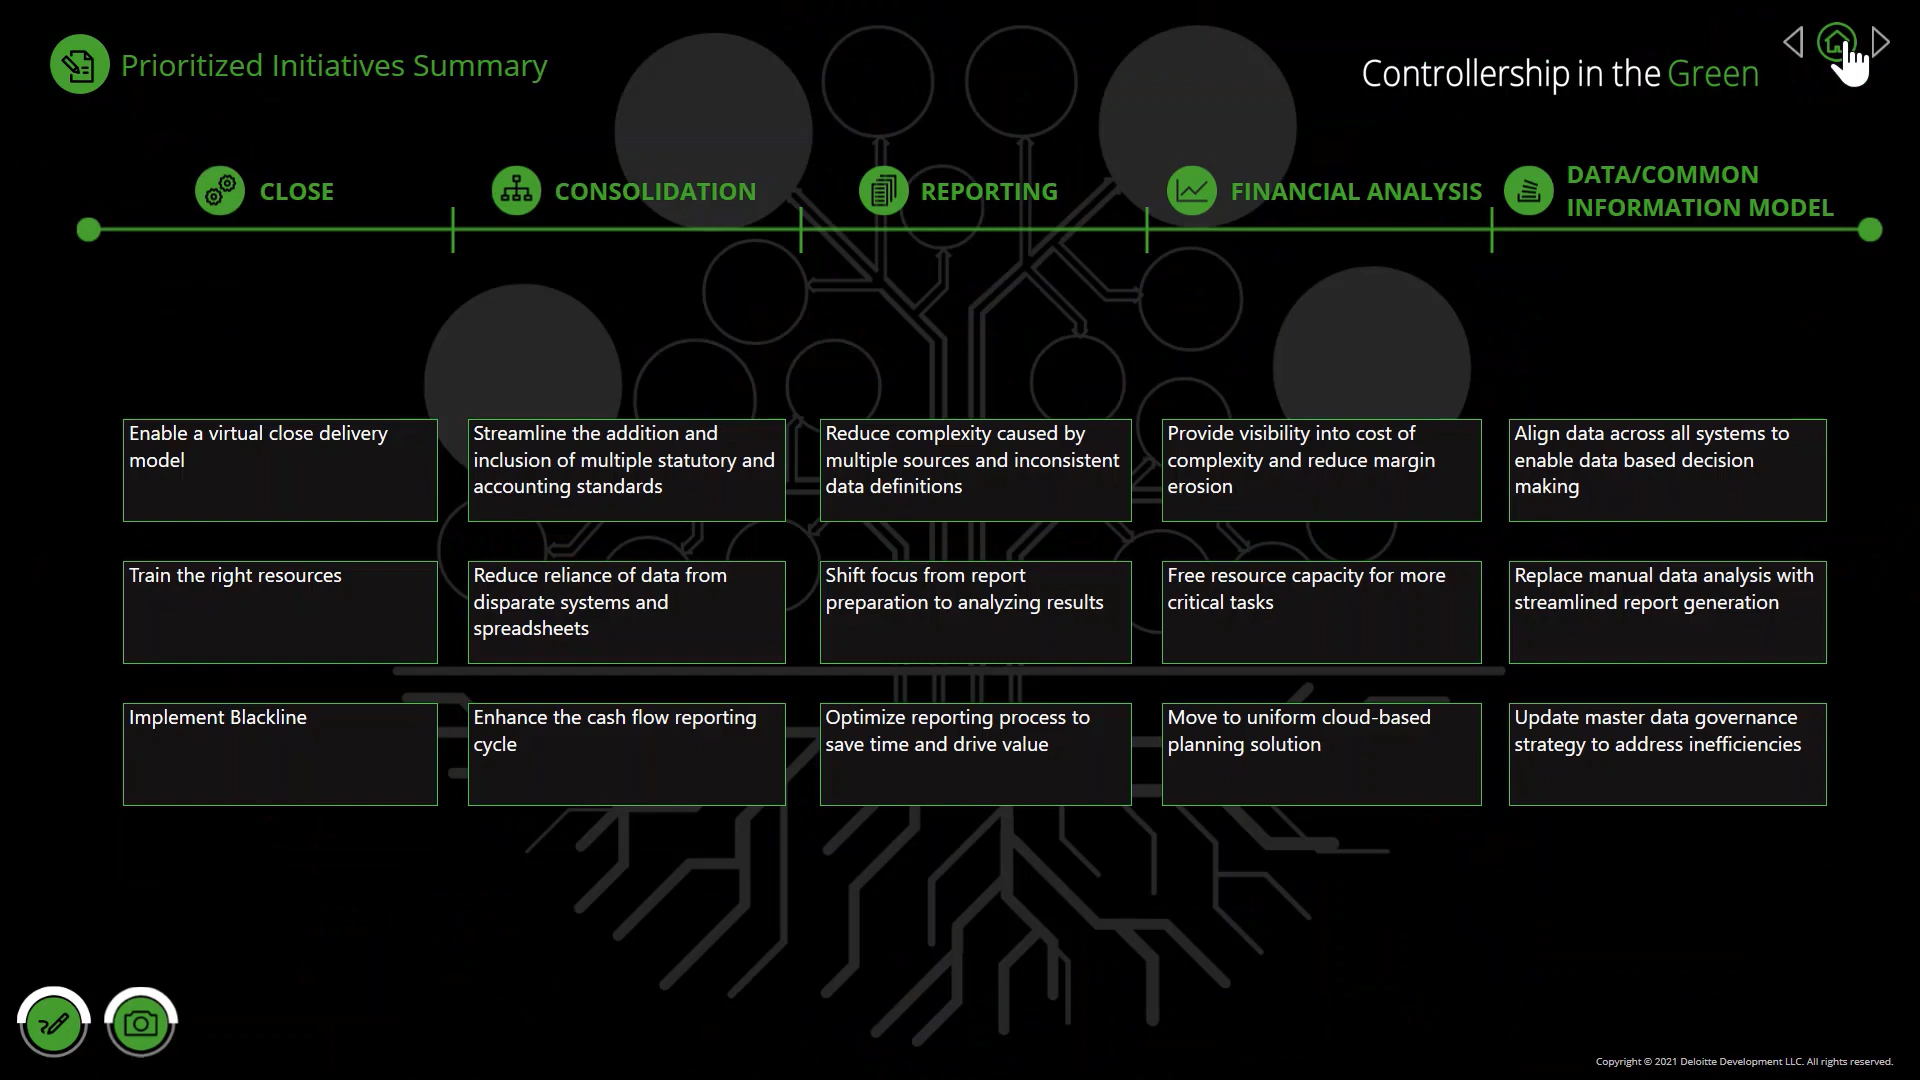 Prioritized Initiatives Summary
Controllership in the Green
CLOSE
CONSOLIDATION
REPORTING
FINANCIAL ANALYSIS
DATA/COMMON
INFORMATION MODEL
Enable a virtual close delivery
model
Streamline the addition and
inclusion of multiple statutory and
accounting standards
Reduce complexity caused by
multiple sources and inconsistent
data definitions
Provide visibility into cost of
complexity and reduce margin
erosion
Align data across all systems to
enable data based decision
making
Train the right resources
Reduce reliance of data from
disparate systems and
spreadsheets
Shift focus from report
preparation to analyzing results
Free resource capacity for more
critical tasks
Replace manual data analysis with
streamlined report generation
Implement Blackline
Enhance the cash flow reporting
cycle
Optimize reporting process to
save time and drive value
Move to uniform cloud-based
planning solution
Update master data governance
strategy to address inefficiencies
Copyright © 2021 Deloitte Development LLC. All rights reserved.